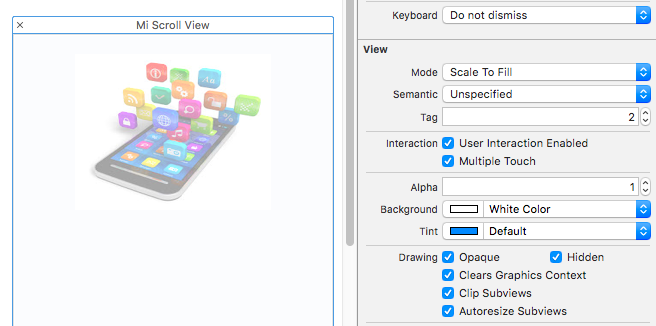 Mi Scroll View
Keyboard Do not dismiss
View
Mode Scale To Fill
Semantic Unspecified
Tag 2
Interaction User Interaction Enabled
Multiple Touch
Alpha 1
Background White Color
Tint Default
Drawing Opaque Hidden
Clears Graphics Context
Clip Subviews
Autoresize Subviews